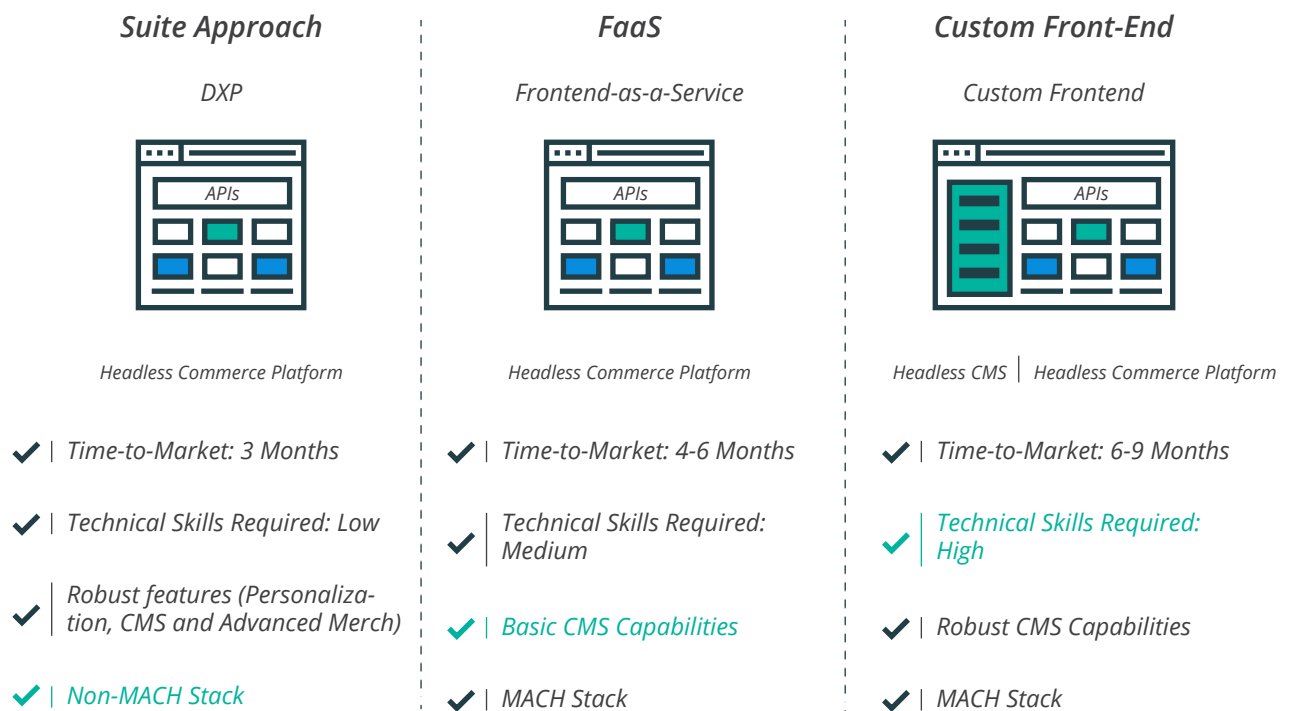 Suite Approach
DXP
APIs
Headless Commerce Platform
Time-to-Market: 3 Months
Technical Skills Required: Low
Robust features (Personaliza-
tion, CMS and Advanced Merch)
Non-MACH Stack
FaaS
Frontend-as-a-Service
APIs
Headless Commerce Platform
Time-to-Market: 4-6 Months
Technical Skills Required:
Medium
Basic CMS Capabilities
MACH Stack
Custom Front-End
Custom Frontend
APIs
Headless CMS | Headless Commerce Platform
Time-to-Market: 6-9 Months
Technical Skills Required:
High
Robust CMS Capabilities
MACH Stack